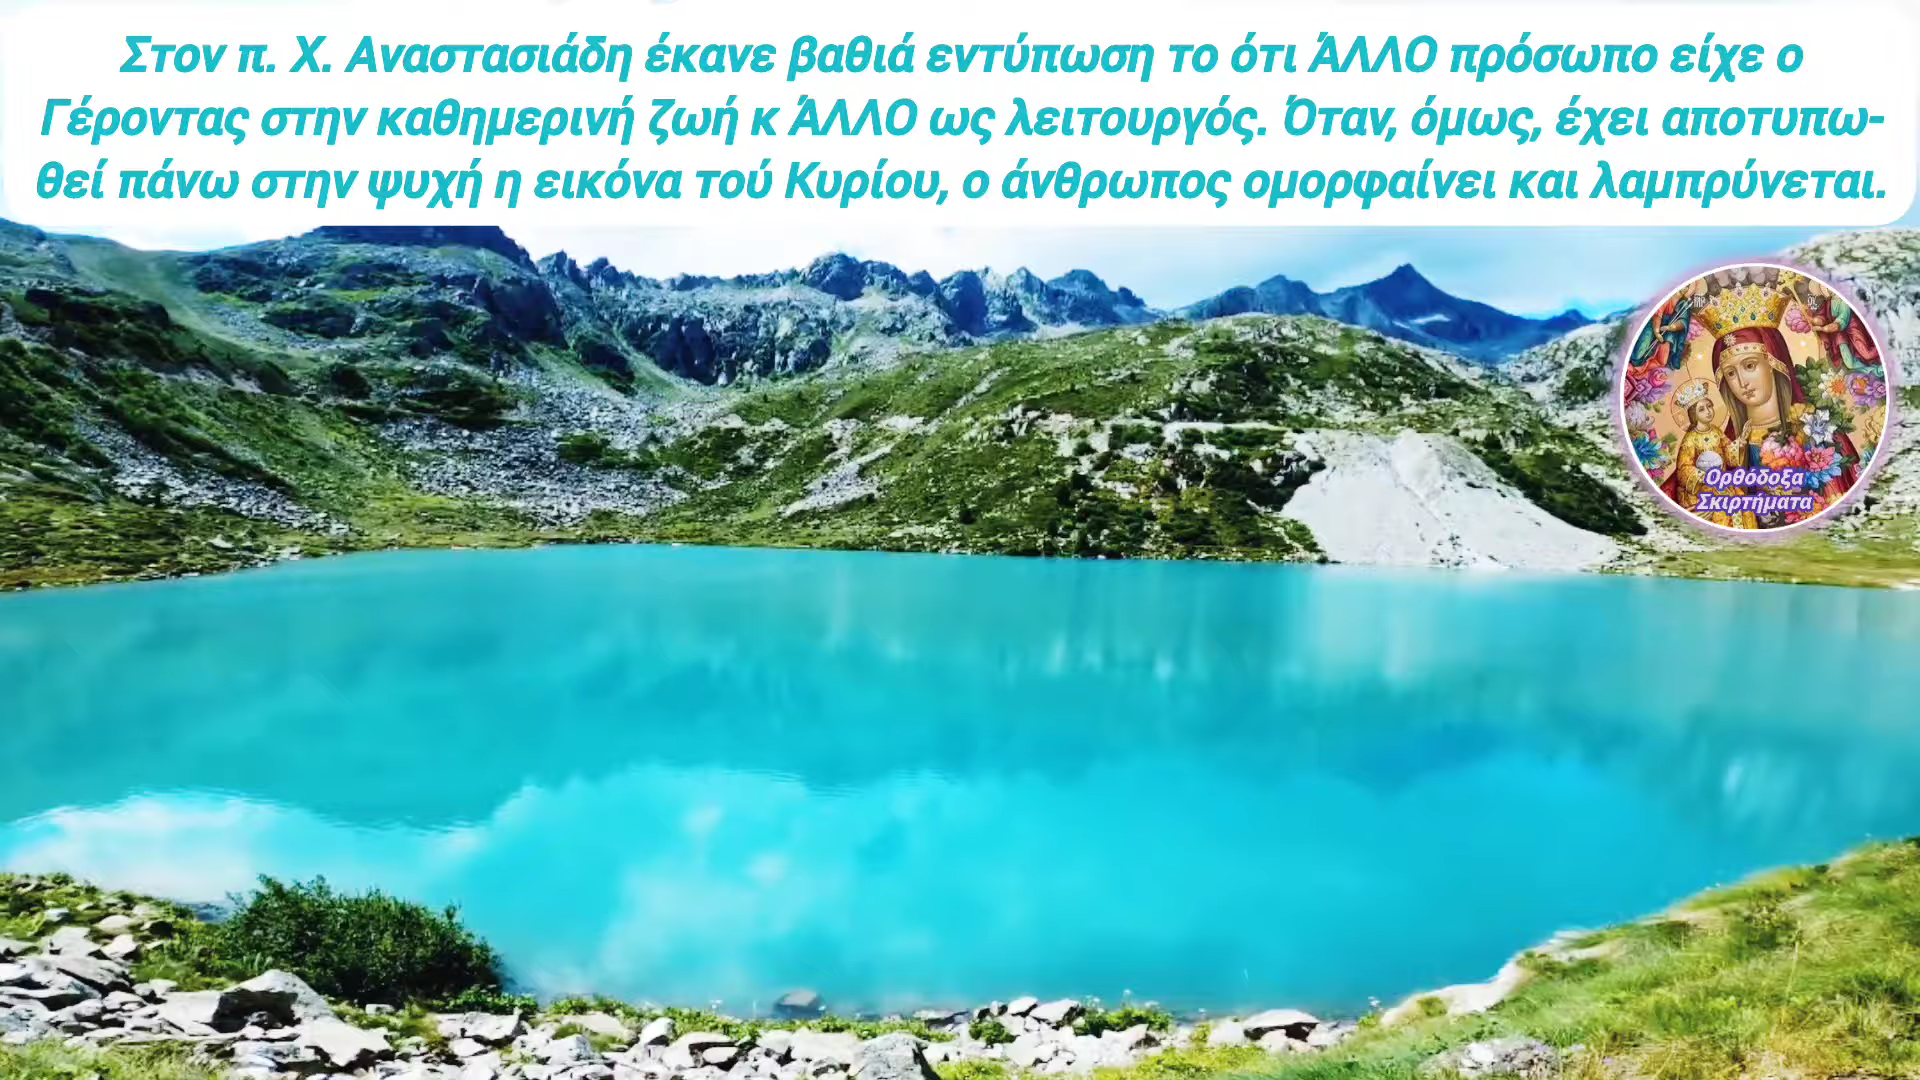 Στον π. Χ. Αναστασιάδη έκανε βαθιά εντύπωση το ότι ΆΛΛΟ πρόσωπο είχε ο
Γέροντας στην καθημερινή ζωή κ ΆΛΛΟ ως λειτουργός. Όταν, όμως, έχει αποτυπω-
θεί πάνω στην ψυχή η εικόνα τού Κυρίου, ο άνθρωπος ομορφαίνει και λαμπρύνεται.
Ορθόδοξα
Σκιρτήματα